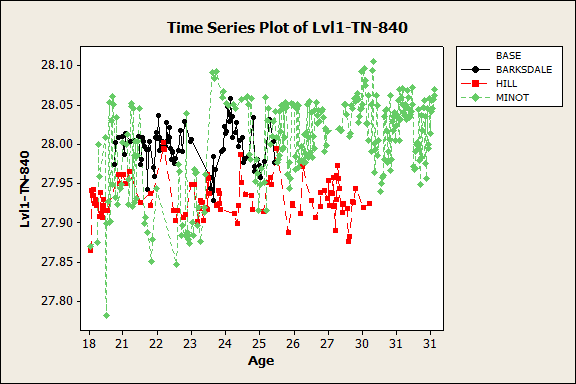 Time Series Plot of Lvl1-TN-840
28.10
28.05
28.00
27.95
27.90
27.85
27.80
Lvl1-TN-840
18 21 22 23 24 25 26 27 30 31 31
Age
BASE
BARKSDALE
HILL
MINOT